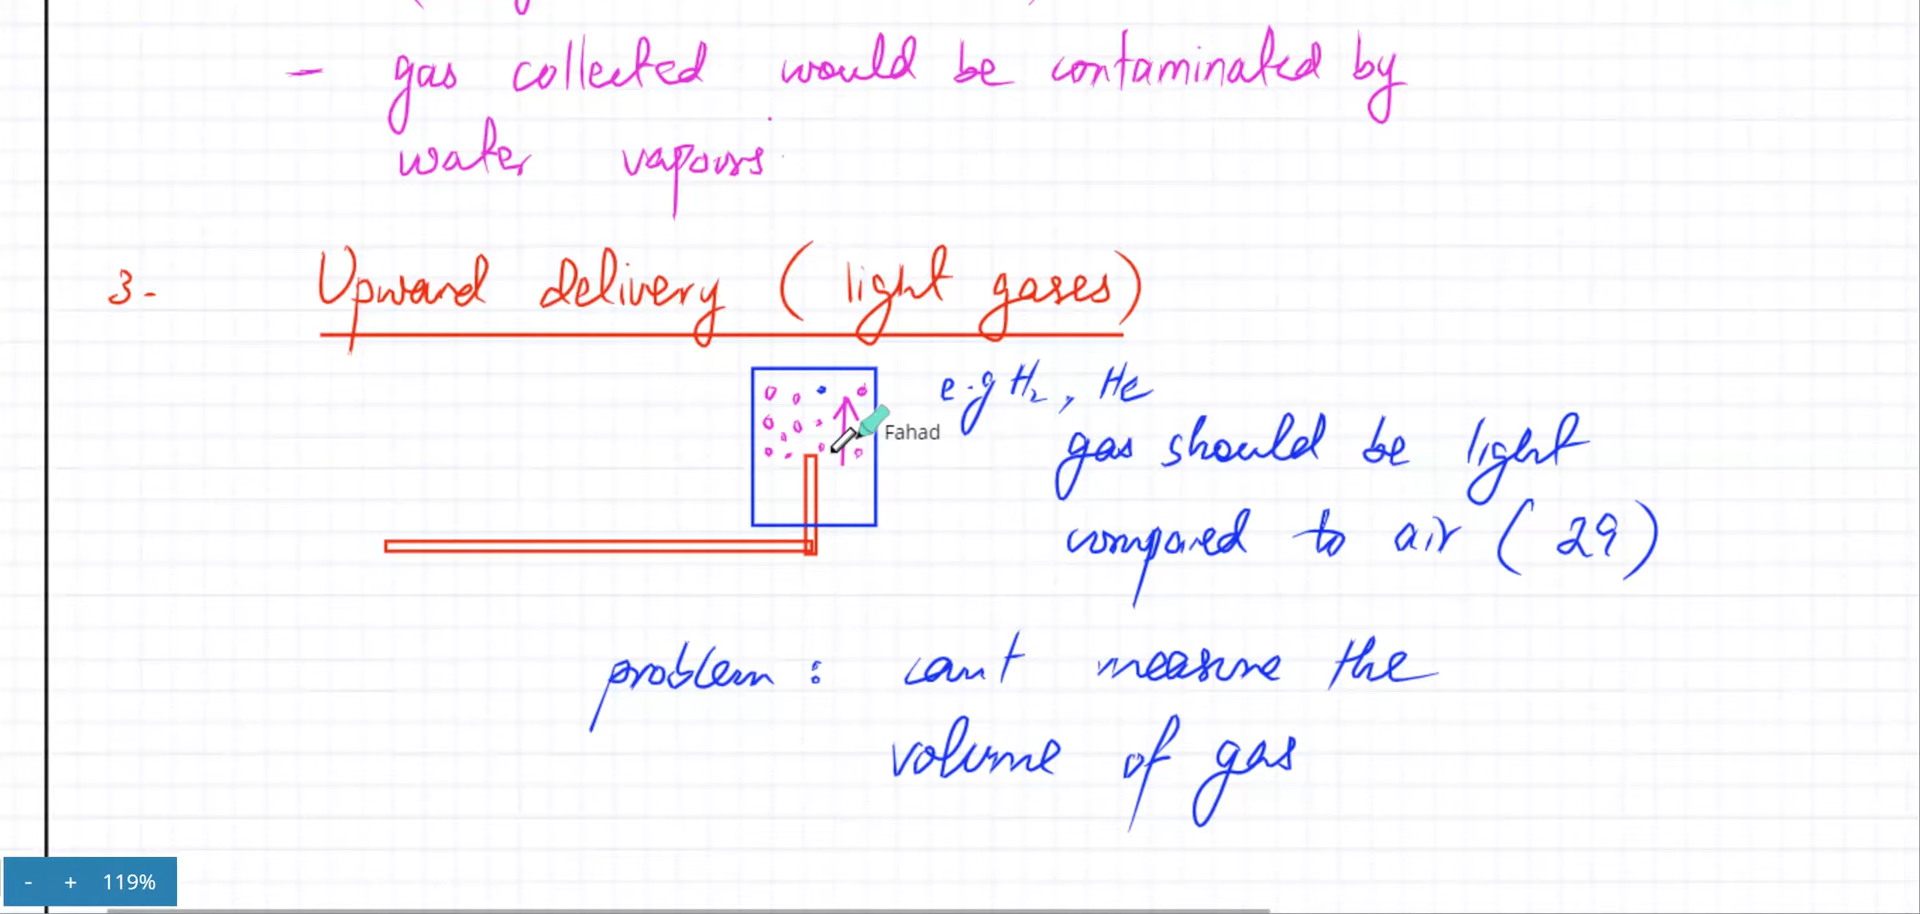 - gas collected would be contaminated by
water vapours
3. Upward delivery (light gases)
e.g H₂, He
Fahad
gas should be light
compared to air (29)
problem : cant measure the
volume of gas
- + 119%